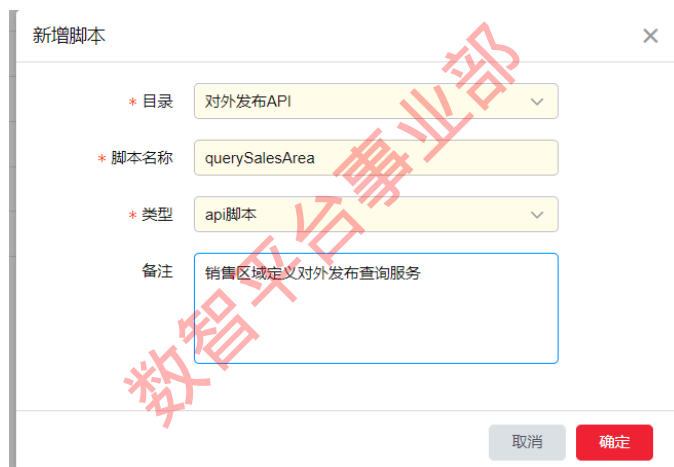 新增脚本
* 目录 对外发布API
* 脚本名称 querySalesArea
* 类型 api脚本
备注 销售区域定义对外发布查询服务
数智平台事业部
取消 确定